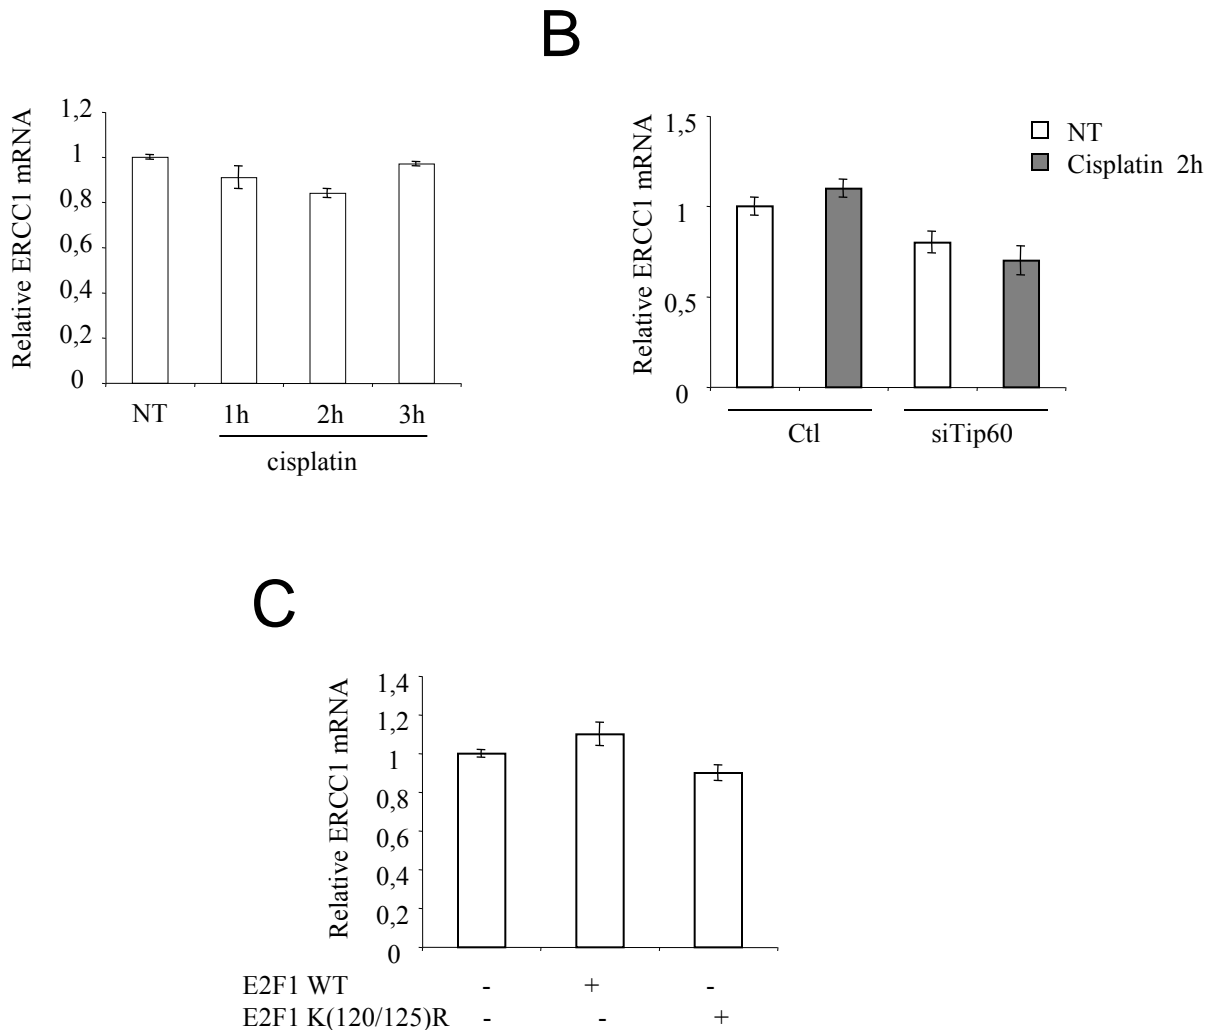 B
Relative ERCC1 mRNA
1,2
1
0,8
0,6
0,4
0,2
0
NT
1h
2h
3h
cisplatin
Relative ERCC1 mRNA
1,5
1
0,5
0
NT
Cisplatin 2h
Ctl
siTip60
C
Relative ERCC1 mRNA
1,4
1,2
1
0,8
0,6
0,4
0,2
0
E2F1 WT - + -
E2F1 K(120/125)R - - +